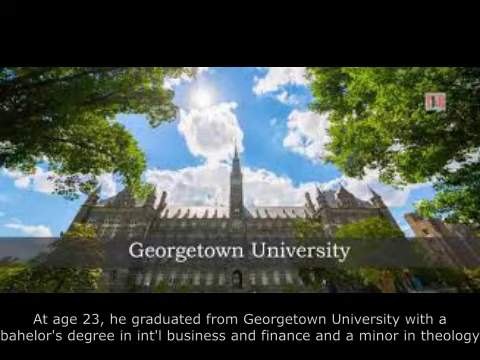 Georgetown University
At age 23, he graduated from Georgetown University with a
bahelor's degree in int'l business and finance and a minor in theology